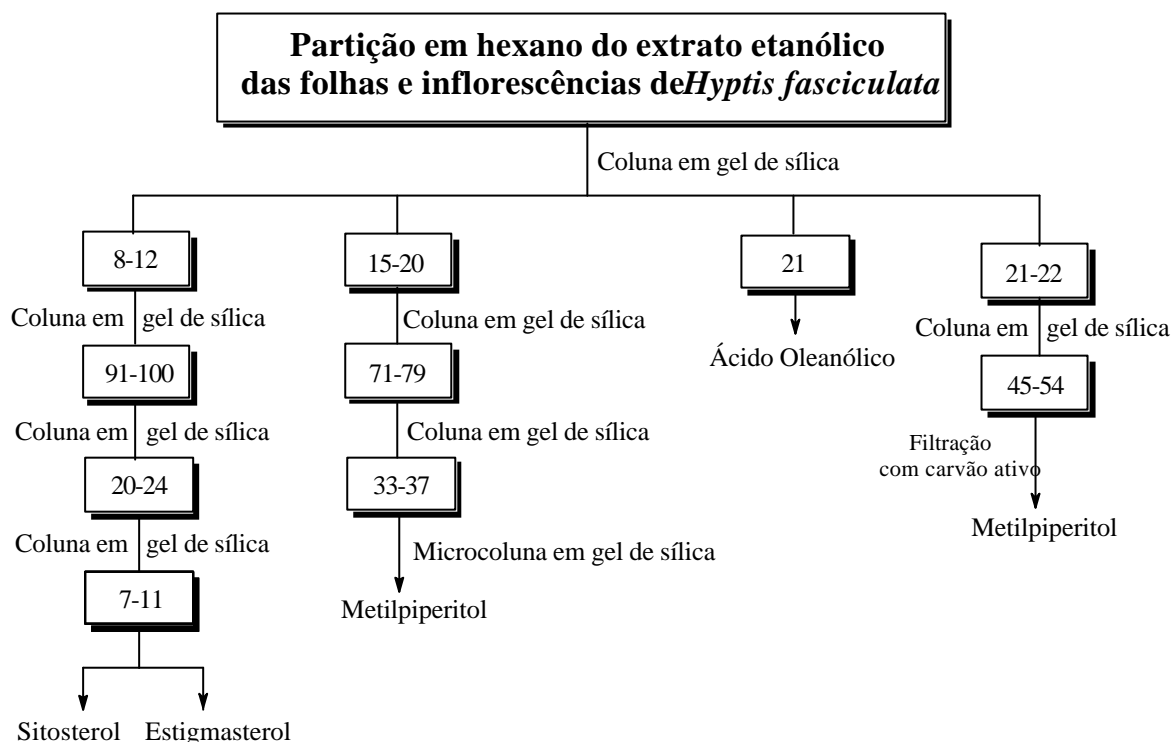 Partição em hexano do extrato etanólico
das folhas e inflorescências deHyptis fasciculata
Coluna em gel de sílica
8-12
15-20
21
21-22
Coluna em gel de sílica
Coluna em gel de sílica
Ácido Oleanólico
Coluna em gel de sílica
91-100
71-79
45-54
Coluna em gel de sílica
Coluna em gel de sílica
Filtração
com carvão ativo
20-24
33-37
Metilpiperitol
Coluna em gel de sílica
Microcoluna em gel de sílica
7-11
Metilpiperitol
Sitosterol
Estigmasterol